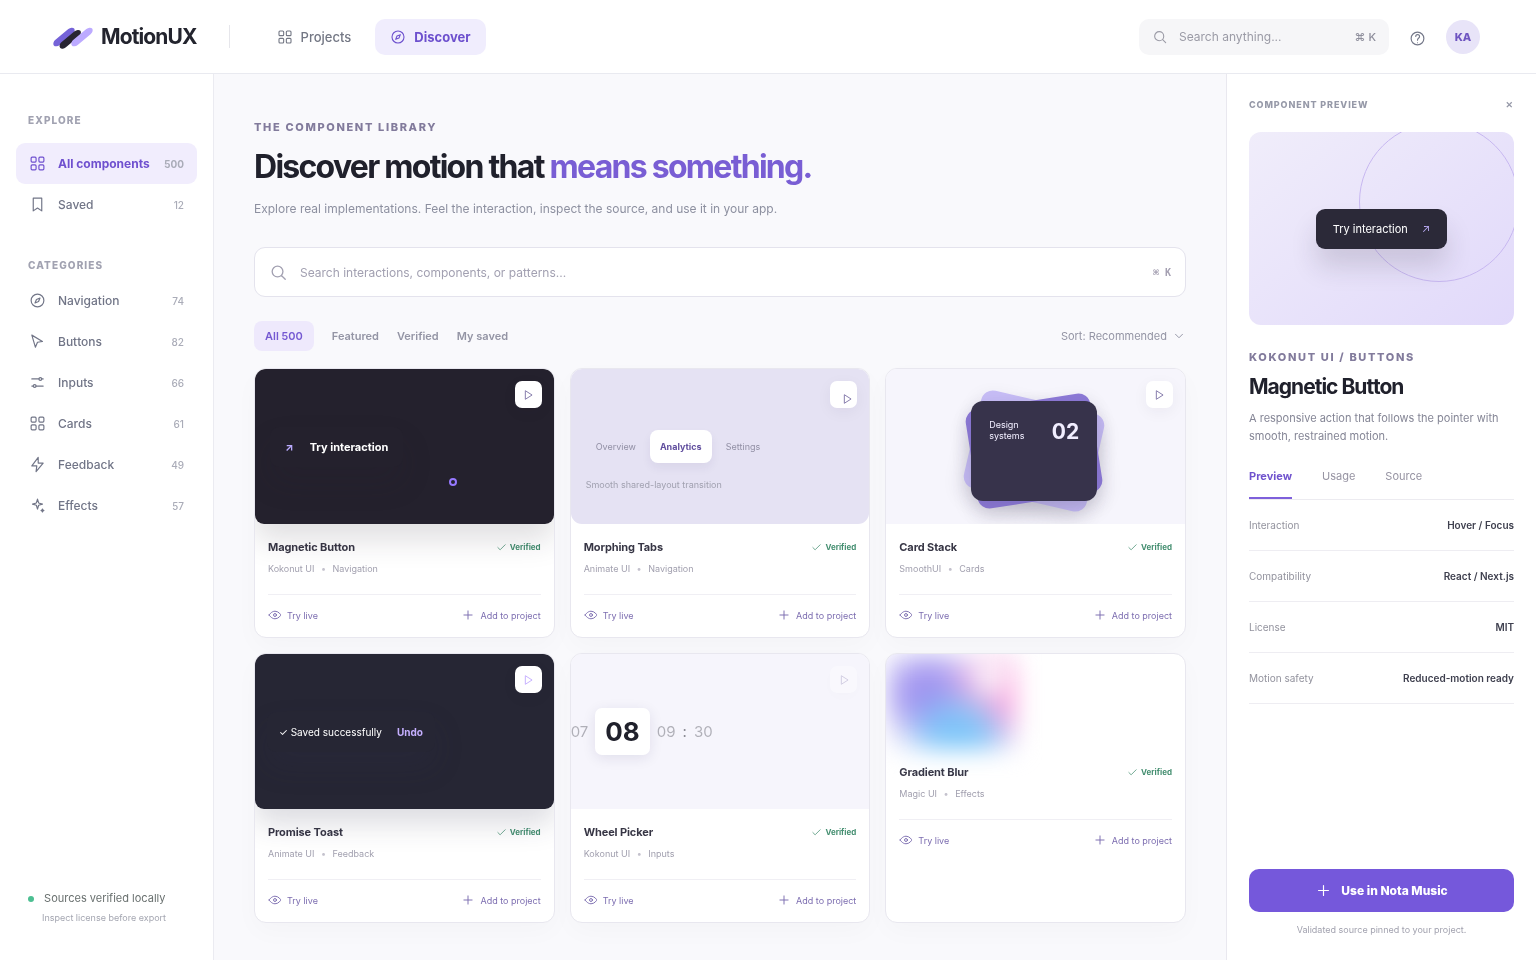 MotionUX
Projects
Discover
Search anything...
⌘ K
KA
EXPLORE
All components 500
Saved 12
CATEGORIES
Navigation 74
Buttons 82
Inputs 66
Cards 61
Feedback 49
Effects 57
Sources verified locally
Inspect license before export
THE COMPONENT LIBRARY
Discover motion that means something.
Explore real implementations. Feel the interaction, inspect the source, and use it in your app.
Search interactions, components, or patterns...
⌘ K
All 500 Featured Verified My saved
Sort: Recommended
Try interaction
Magnetic Button
Verified
Kokonut UI • Navigation
Try live
Add to project
Overview Analytics Settings
Smooth shared-layout transition
Morphing Tabs
Verified
Animate UI • Navigation
Try live
Add to project
Design
systems
02
Card Stack
Verified
SmoothUI • Cards
Try live
Add to project
✓ Saved successfully Undo
Promise Toast
Verified
Animate UI • Feedback
Try live
Add to project
07 08 09 : 30
Wheel Picker
Verified
Kokonut UI • Inputs
Try live
Add to project
Gradient Blur
Verified
Magic UI • Effects
Try live
Add to project
COMPONENT PREVIEW ×
Try interaction
KOKONUT UI / BUTTONS
Magnetic Button
A responsive action that follows the pointer with
smooth, restrained motion.
Preview Usage Source
Interaction Hover / Focus
Compatibility React / Next.js
License MIT
Motion safety Reduced-motion ready
Use in Nota Music
Validated source pinned to your project.